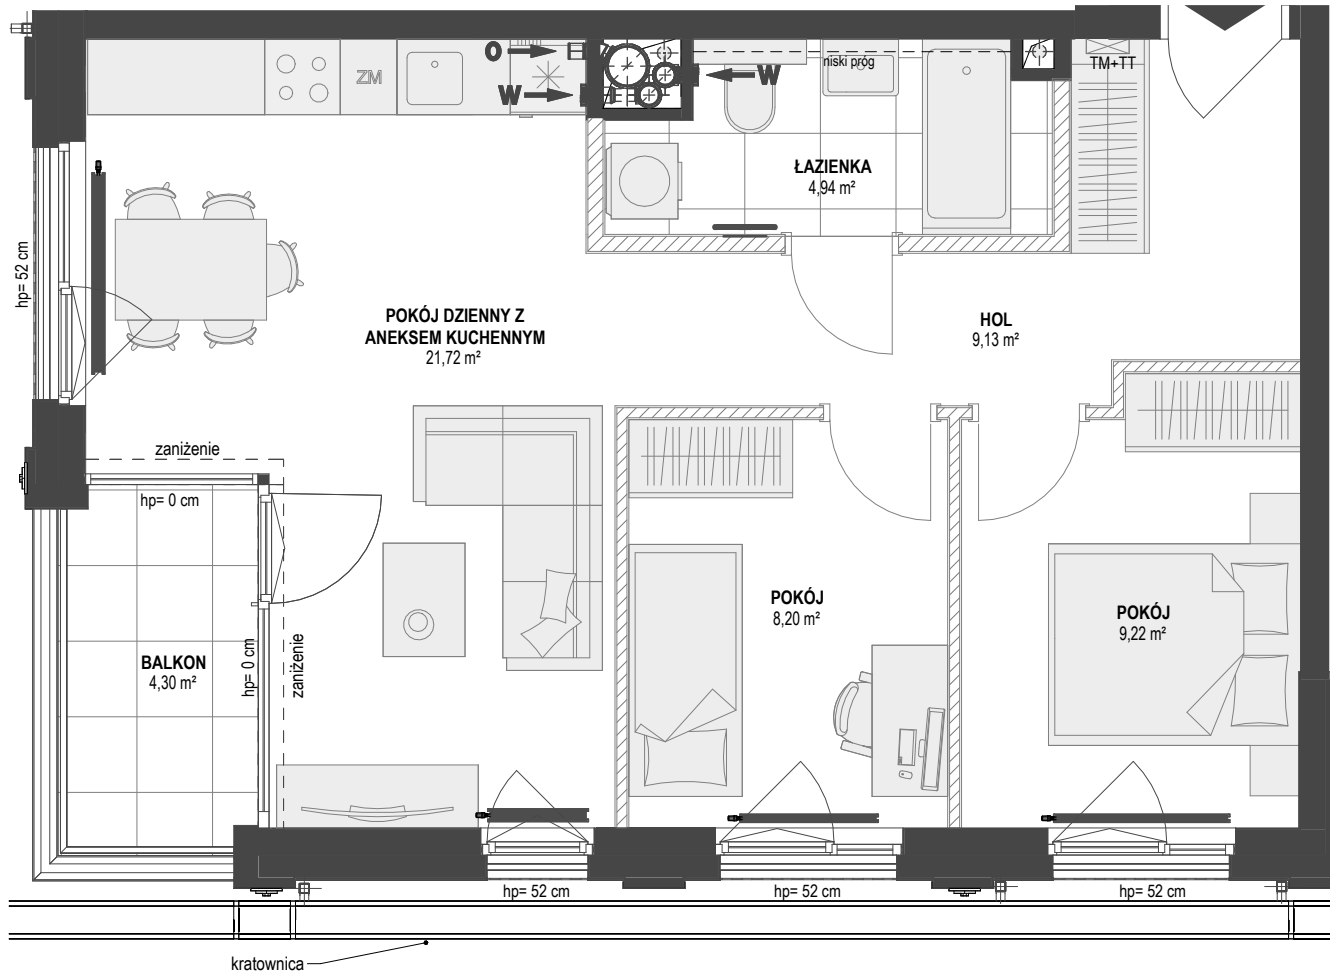 O
W
W
ZM
niski próg
TM+TT
ŁAZIENKA
4,94 m²
hp= 52 cm
POKÓJ DZIENNY Z
ANEKSEM KUCHENNYM
21,72 m²
HOL
9,13 m²
zaniżenie
hp= 0 cm
BALKON
4,30 m²
hp= 0 cm
zaniżenie
POKÓJ
8,20 m²
POKÓJ
9,22 m²
hp= 52 cm
hp= 52 cm
hp= 52 cm
kratownica